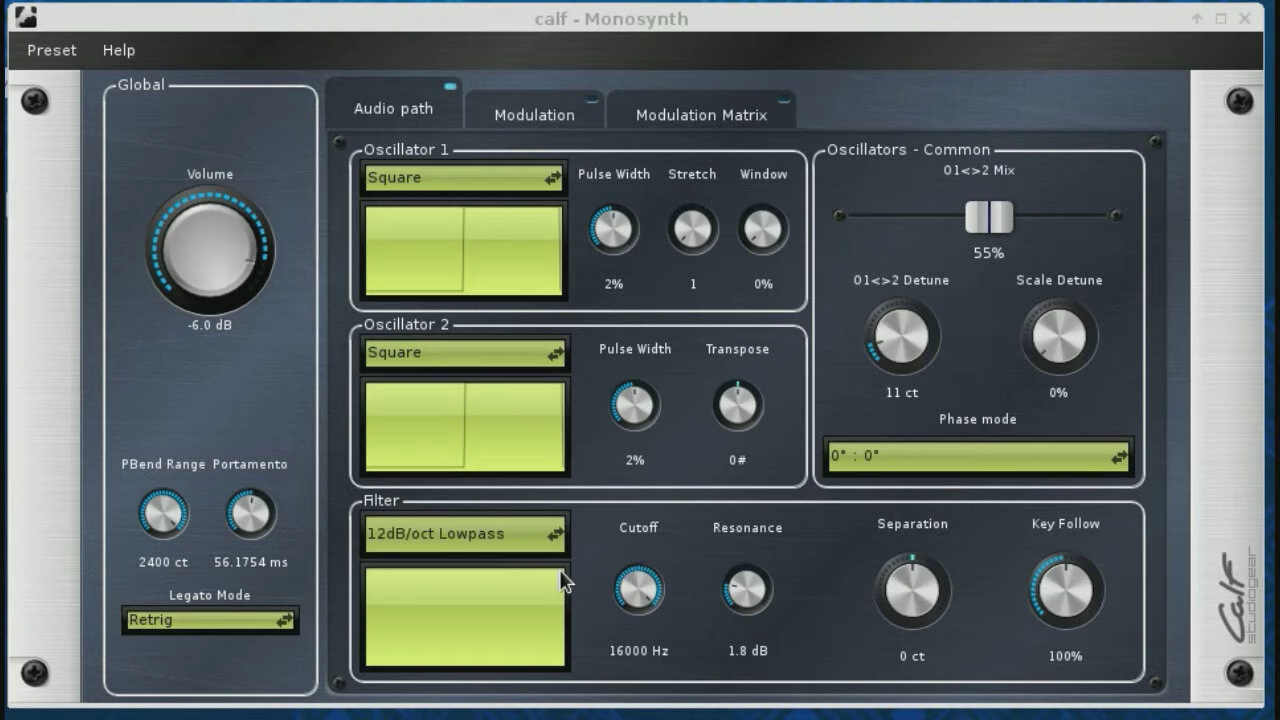 calf - Monosynth
Preset Help
Global
Volume
-6.0 dB
PBend Range Portamento
2400 ct 56.1754 ms
Legato Mode
Retrig
Audio path Modulation Modulation Matrix
Oscillator 1
Square
Pulse Width Stretch Window
2% 1 0%
Oscillator 2
Square
Pulse Width Transpose
2% 0#
Oscillators - Common
O1<>2 Mix
55%
O1<>2 Detune Scale Detune
11 ct 0%
Phase mode
0° : 0°
Filter
12dB/oct Lowpass
Cutoff Resonance Separation Key Follow
16000 Hz 1.8 dB 0 ct 100%
Calf
studiogear